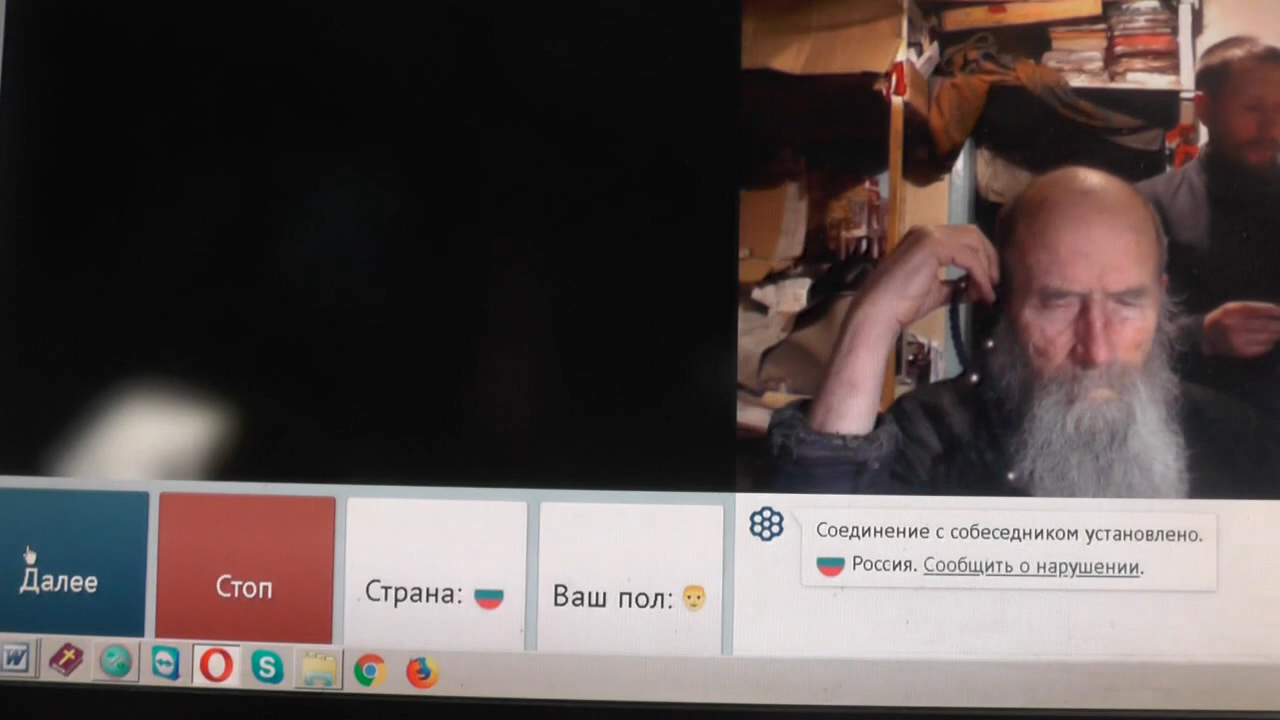 Соединение с собеседником установлено.
Россия. Сообщить о нарушении.
Далее
Стоп
Страна:
Ваш пол:
W
S